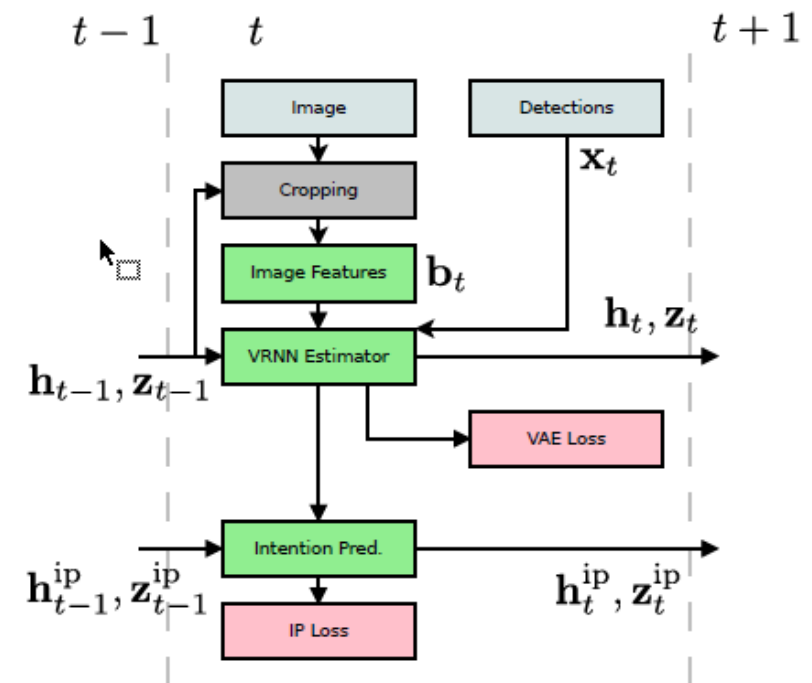 t − 1
t
t + 1
Image
Detections
x_t
Cropping
Image Features
b_t
h_t, z_t
VRNN Estimator
h_{t−1}, z_{t−1}
VAE Loss
Intention Pred.
h^{ip}_{t−1}, z^{ip}_{t−1}
h^{ip}_t, z^{ip}_t
IP Loss